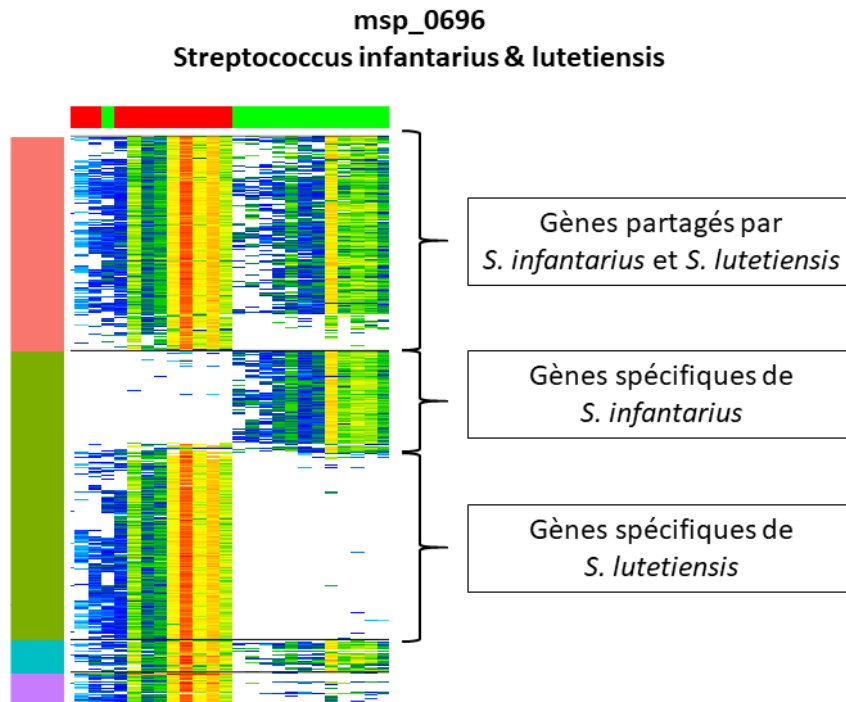 msp_0696
Streptococcus infantarius & lutetiensis
Gènes partagés par
S. infantarius et S. lutetiensis
Gènes spécifiques de
S. infantarius
Gènes spécifiques de
S. lutetiensis